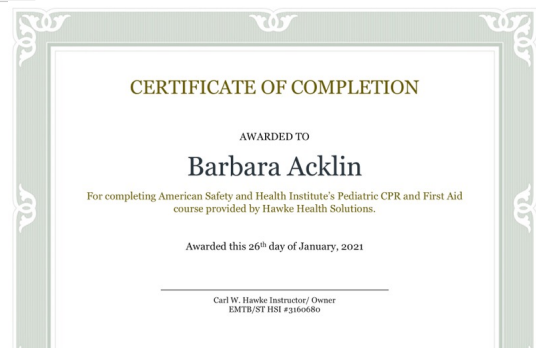 CERTIFICATE OF COMPLETION
AWARDED TO
Barbara Acklin
For completing American Safety and Health Institute's Pediatric CPR and First Aid
course provided by Hawke Health Solutions.
Awarded this 26th day of January, 2021
Carl W. Hawke Instructor/ Owner
EMTB/ST HSI #3160680